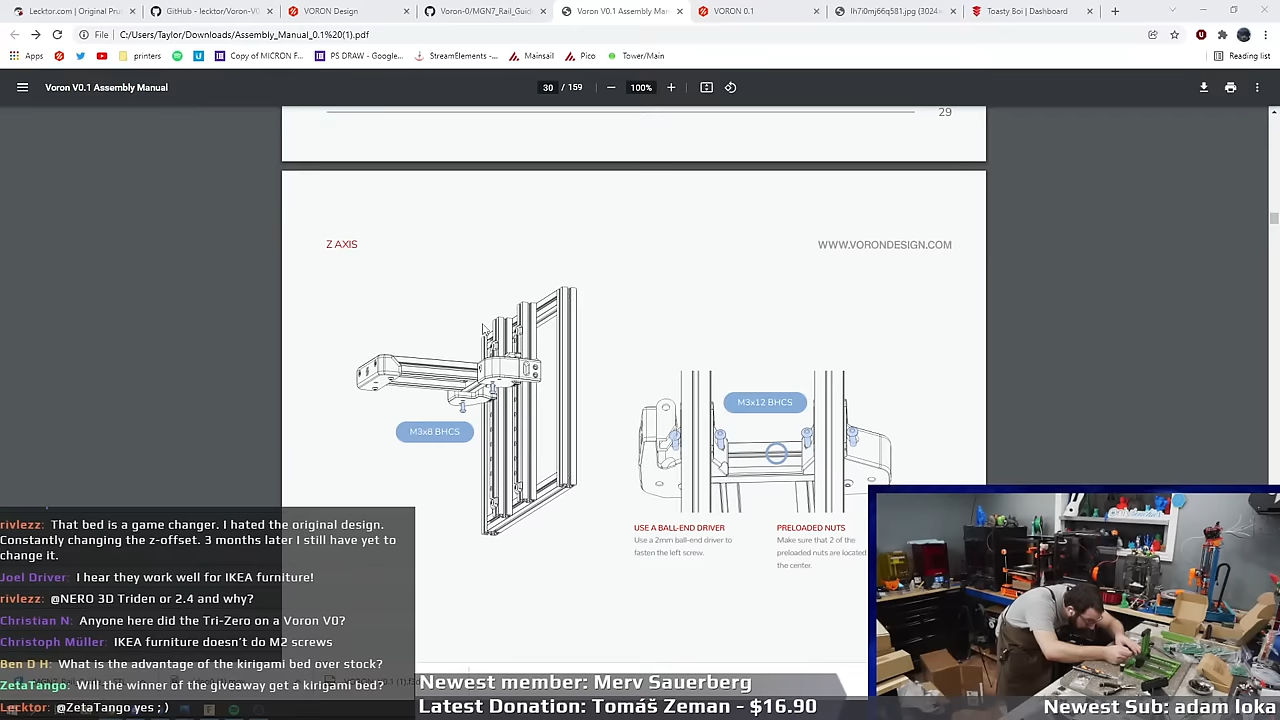 Lecktor.com | Original Pru
GitHub - lecktor/Voron-V0
VORON Design
Voron-0/MGN7_Rail_Guid
Voron V0.1 Assembly Man
VORON 0.1
lh7i0mj66q581.jpg (3024×
Toasty Boi | Dashboard
File
C:/Users/Taylor/Downloads/Assembly_Manual_0.1%20(1).pdf
Apps
printers
Copy of MICRON F...
PS DRAW - Google...
StreamElements -...
Mainsail
Pico
Tower/Main
Reading list
Voron V0.1 Assembly Manual
30 / 159
100%
29
Z AXIS
WWW.VORONDESIGN.COM
M3x8 BHCS
M3x12 BHCS
USE A BALL-END DRIVER
Use a 2mm ball-end driver to
fasten the left screw.
PRELOADED NUTS
Make sure that 2 of the
preloaded nuts are located
the center.
rivlezz: That bed is a game changer. I hated the original design.
Constantly changing the z-offset. 3 months later I still have yet to
change it.
Joel Driver: I hear they work well for IKEA furniture!
rivlezz: @NERO 3D Triden or 2.4 and why?
Christian N: Anyone here did the Tri-Zero on a Voron V0?
Christoph Müller: IKEA furniture doesn't do M2 screws
Ben D H: What is the advantage of the kirigami bed over stock?
ZetaTango: Will the winner of the giveaway get a kirigami bed?
Lecktor: @ZetaTango yes ; )
Newest member: Merv Sauerberg
Latest Donation: Tomáš Zeman - $16.90
Newest Sub: adam loka